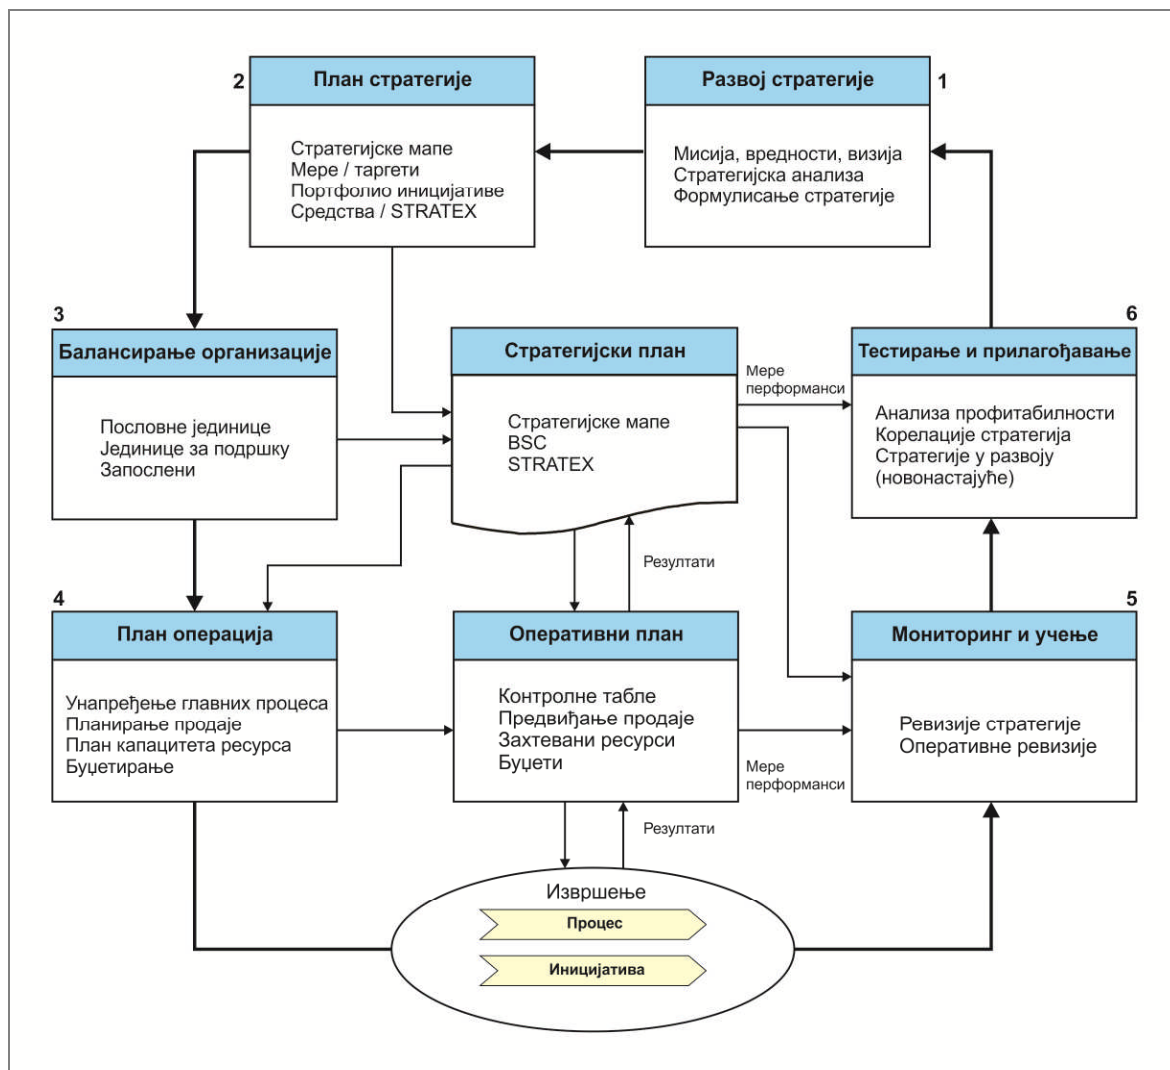 2
План стратегије
Стратегијске мапе
Мере / таргети
Портфолио иницијативе
Средства / STRATEX
Развој стратегије
1
Мисија, вредности, визија
Стратегијска анализа
Формулисање стратегије
3
Балансирање организације
Пословне јединице
Јединице за подршку
Запослени
Стратегијски план
Стратегијске мапе
BSC
STRATEX
Мере
перформанси
6
Тестирање и прилагођавање
Анализа профитабилности
Корелације стратегија
Стратегије у развоју
(новонастајуће)
Резултати
4
План операција
Унапређење главних процеса
Планирање продаје
План капацитета ресурса
Буџетирање
Оперативни план
Контролне табле
Предвиђање продаје
Захтевани ресурси
Буџети
Мере
перформанси
5
Мониторинг и учење
Ревизије стратегије
Оперативне ревизије
Резултати
Извршење
Процес
Иницијатива